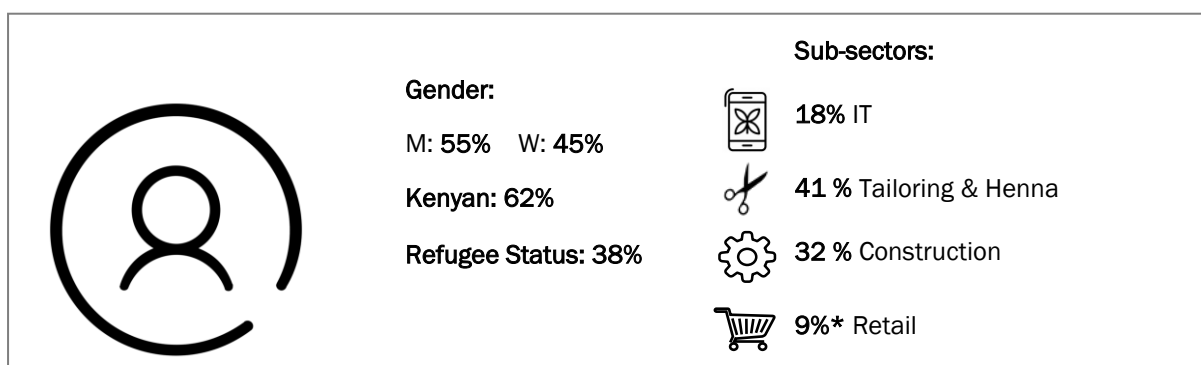 Gender:
M: 55% W: 45%
Kenyan: 62%
Refugee Status: 38%
Sub-sectors:
18% IT
41 % Tailoring & Henna
32 % Construction
9%* Retail